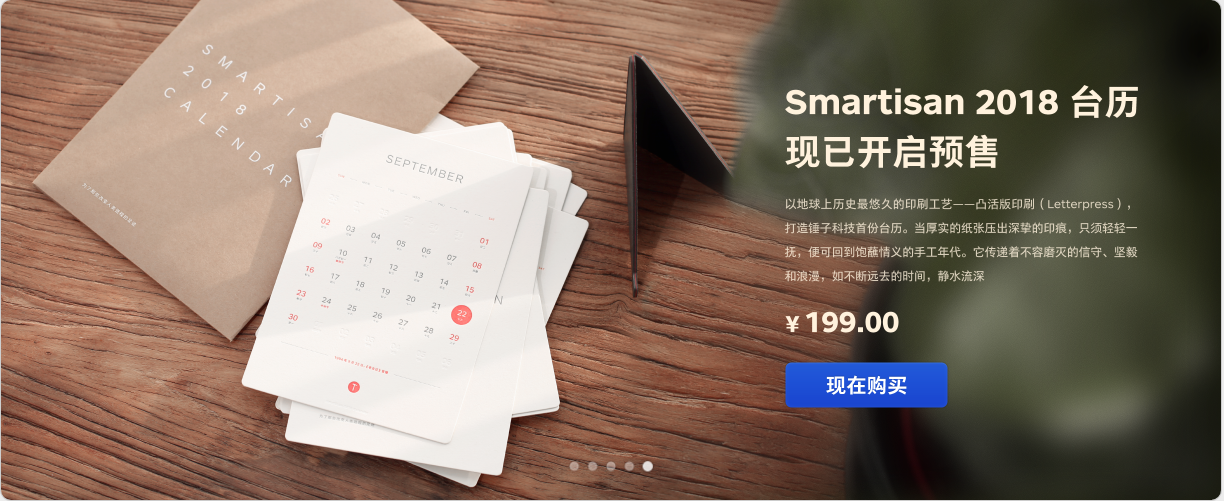 SMARTISA
2018
CALENDAR
SEPTEMBER
01
02 03 04 05 06 07 08
09 10 11 12 13 14 15
16 17 18 19 20 21 22
23 24 25 26 27 28 29
30
T
N
Smartisan 2018 台历
现已开启预售
以地球上历史最悠久的印刷工艺——凸活版印刷（Letterpress），
打造锤子科技首份台历。当厚实的纸张压出深挚的印痕，只须轻轻一
抚，便可回到饱蘸情义的手工年代。它传递着不容磨灭的信守、坚毅
和浪漫，如不断远去的时间，静水流深
¥ 199.00
现在购买